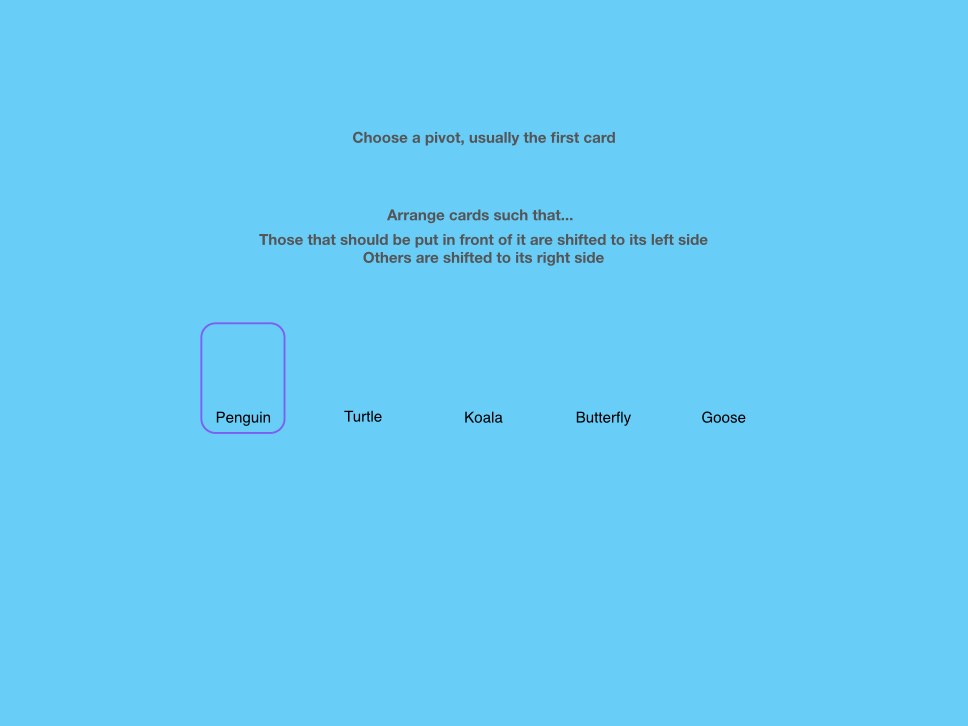 Choose a pivot, usually the first card
Arrange cards such that...
Those that should be put in front of it are shifted to its left side
Others are shifted to its right side
Penguin Turtle Koala Butterfly Goose